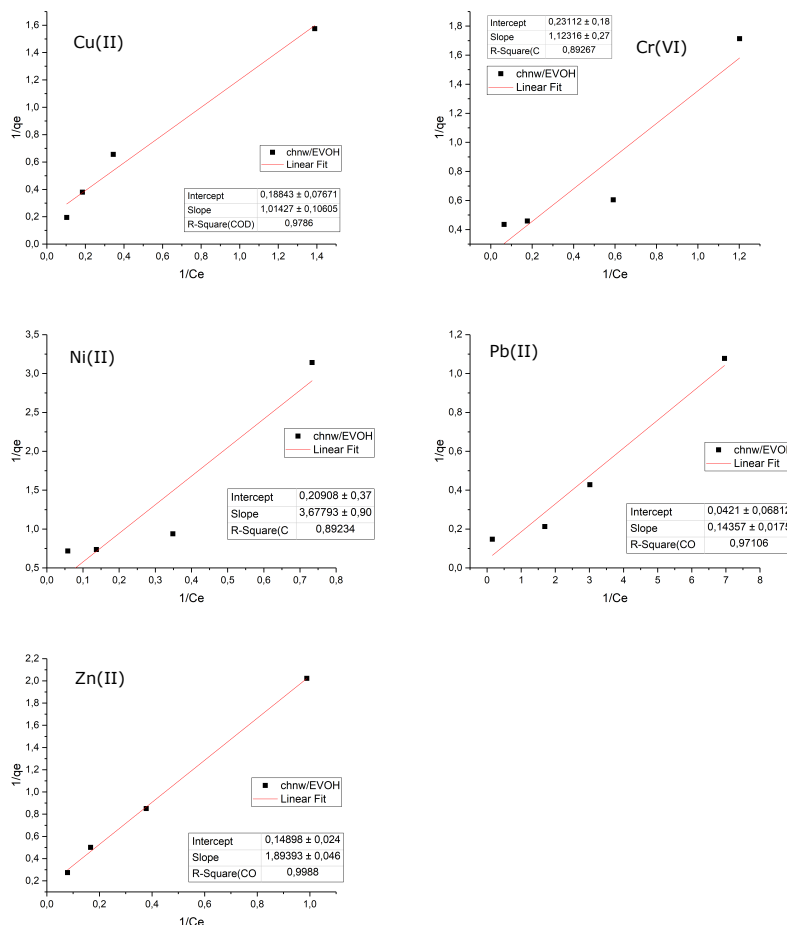 Cu(II)
1,6
1,4
1,2
1,0
0,8
0,6
0,4
0,2
0,0
1/qe
chnw/EVOH
Linear Fit
Intercept 0,18843 ± 0,07671
Slope 1,01427 ± 0,10605
R-Square(COD) 0,9786
0,0 0,2 0,4 0,6 0,8 1,0 1,2 1,4
1/Ce
Cr(VI)
Intercept 0,23112 ± 0,18
Slope 1,12316 ± 0,27
R-Square(C 0,89267
chnw/EVOH
Linear Fit
1,8
1,6
1,4
1,2
1,0
0,8
0,6
0,4
1/qe
0,0 0,2 0,4 0,6 0,8 1,0 1,2
1/Ce
Ni(II)
3,5
3,0
2,5
2,0
1,5
1,0
0,5
1/qe
chnw/EVOH
Linear Fit
Intercept 0,20908 ± 0,37
Slope 3,67793 ± 0,90
R-Square(C 0,89234
0,0 0,1 0,2 0,3 0,4 0,5 0,6 0,7 0,8
1/Ce
Pb(II)
1,2
1,0
0,8
0,6
0,4
0,2
0,0
1/qe
chnw/EVOH
Linear Fit
Intercept 0,0421 ± 0,06812
Slope 0,14357 ± 0,0175
R-Square(CO 0,97106
0 1 2 3 4 5 6 7 8
1/Ce
Zn(II)
2,2
2,0
1,8
1,6
1,4
1,2
1,0
0,8
0,6
0,4
0,2
1/qe
chnw/EVOH
Linear Fit
Intercept 0,14898 ± 0,024
Slope 1,89393 ± 0,046
R-Square(CO 0,9988
0,0 0,2 0,4 0,6 0,8 1,0
1/Ce